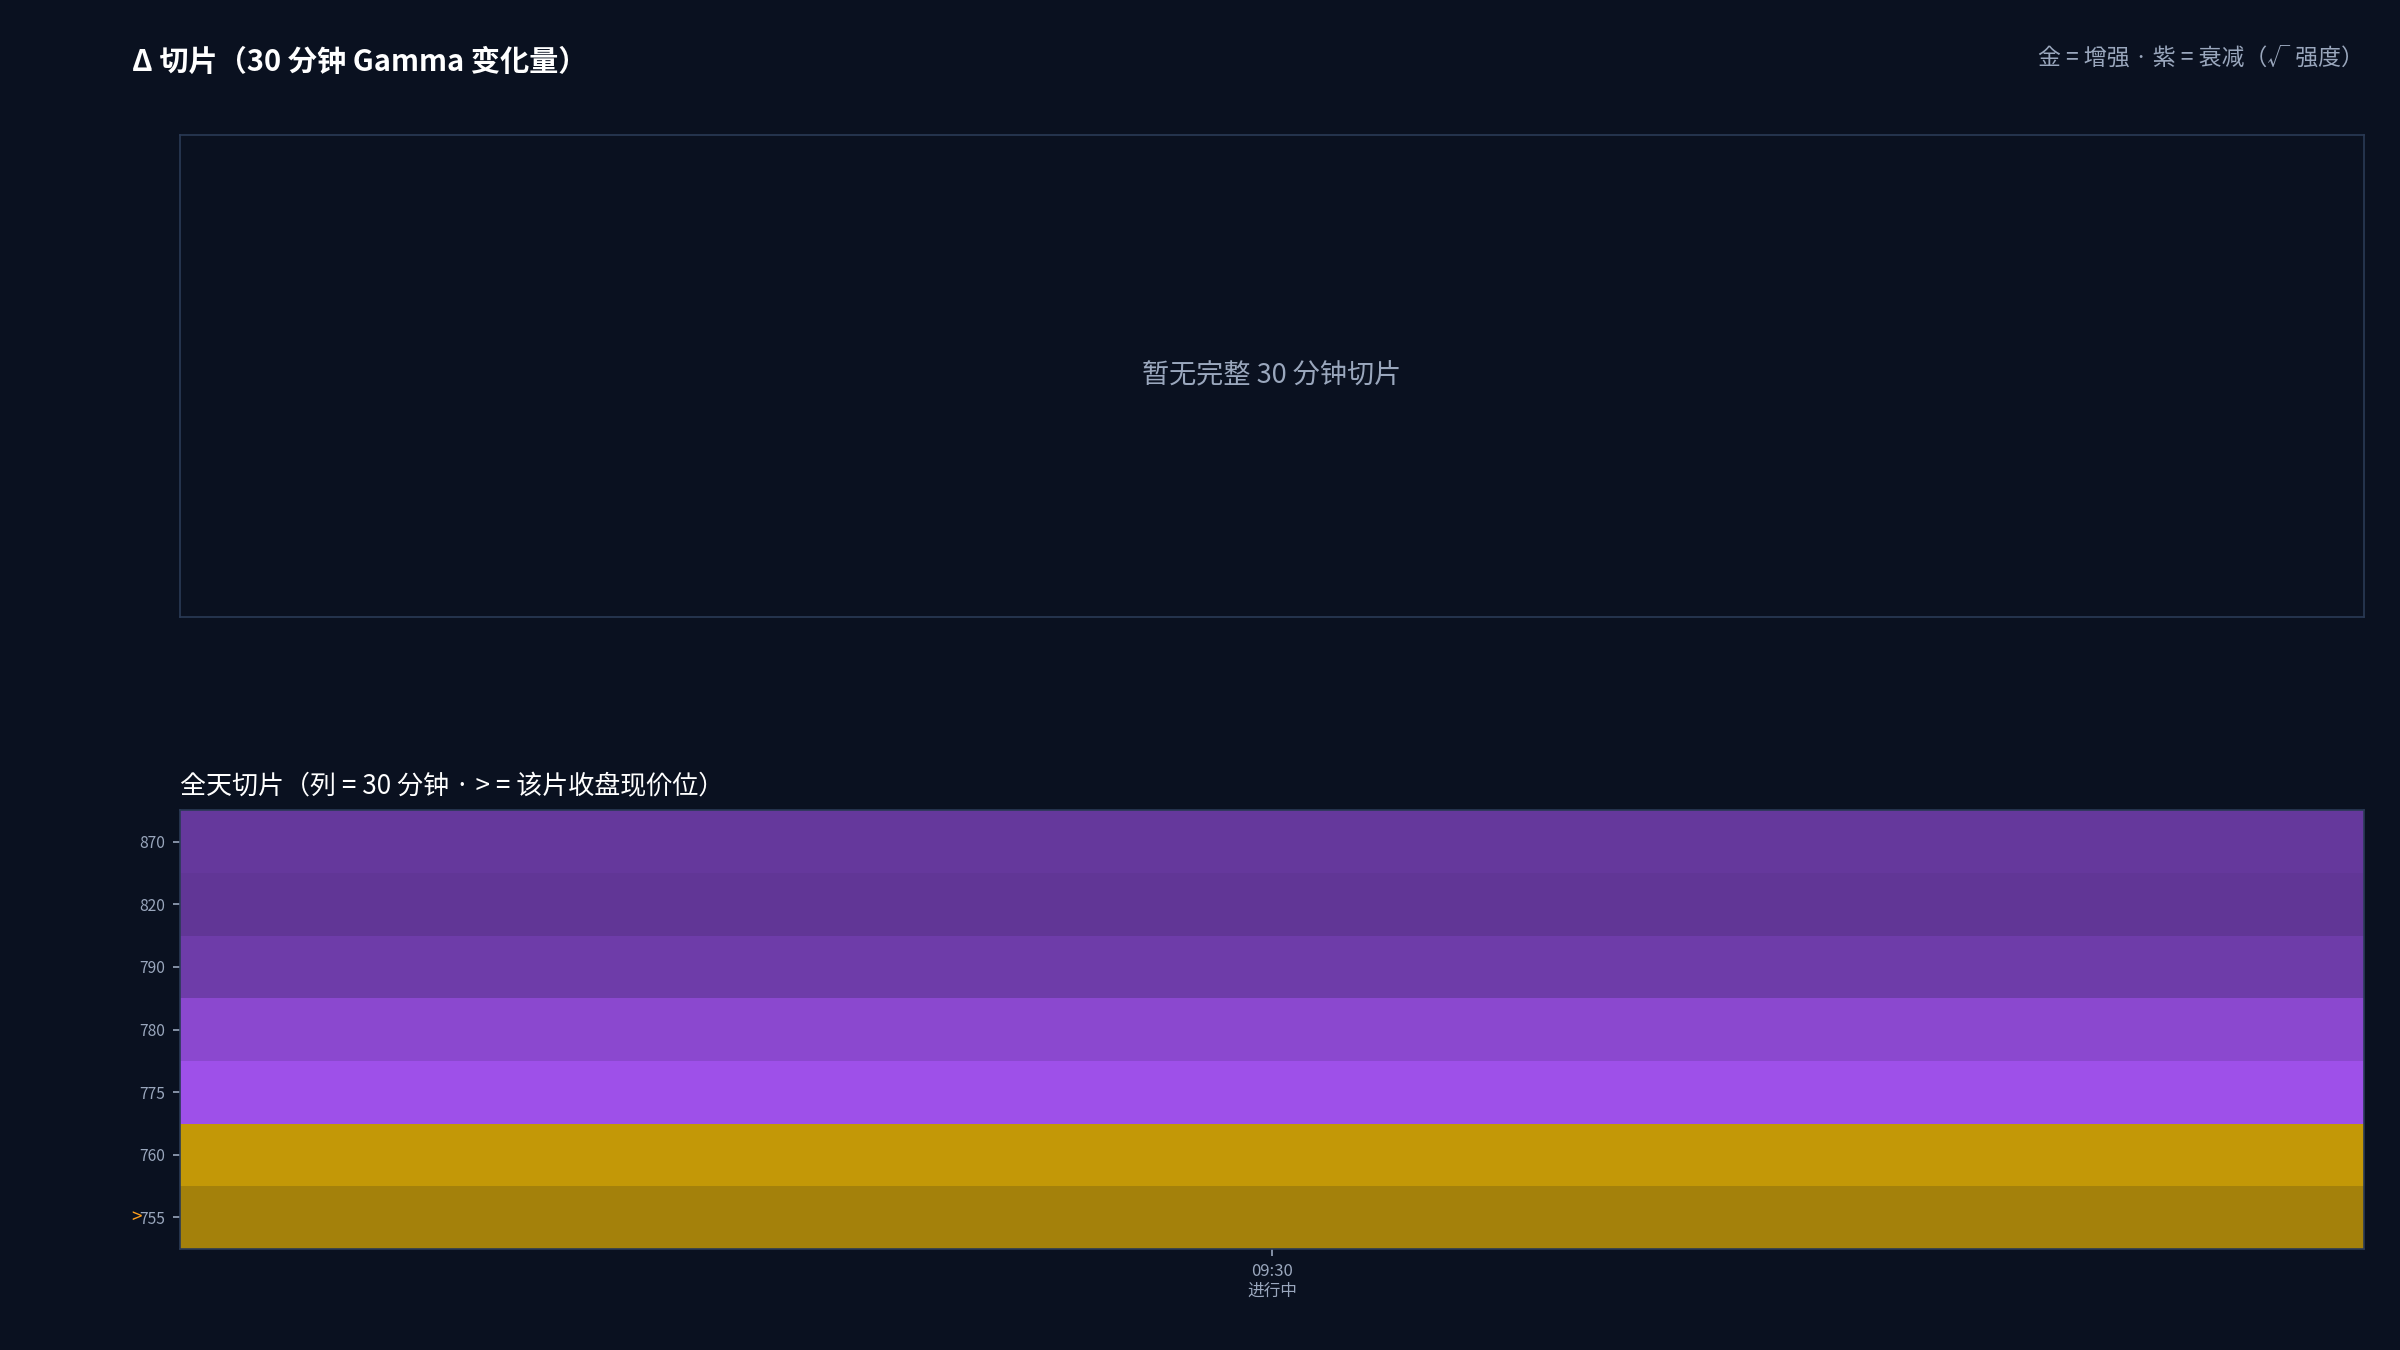 Δ 切片（30 分钟 Gamma 变化量）
金 = 增强 · 紫 = 衰减（√ 强度）
暂无完整 30 分钟切片
全天切片（列 = 30 分钟 · > = 该片收盘现价位）
870
820
790
780
775
760
>755
09:30
进行中